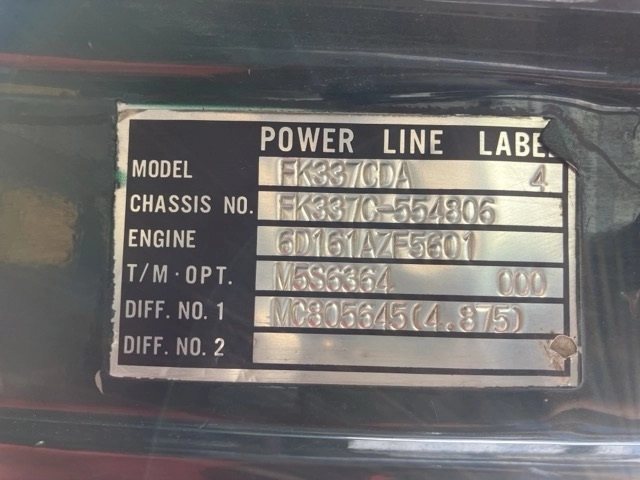 POWER LINE LABEL
MODEL FK337CDA 4
CHASSIS NO. FK337C-554806
ENGINE 6D161AZF5601
T/M·OPT. M5S6364 000
DIFF. NO. 1 MC805645(4.875)
DIFF. NO. 2